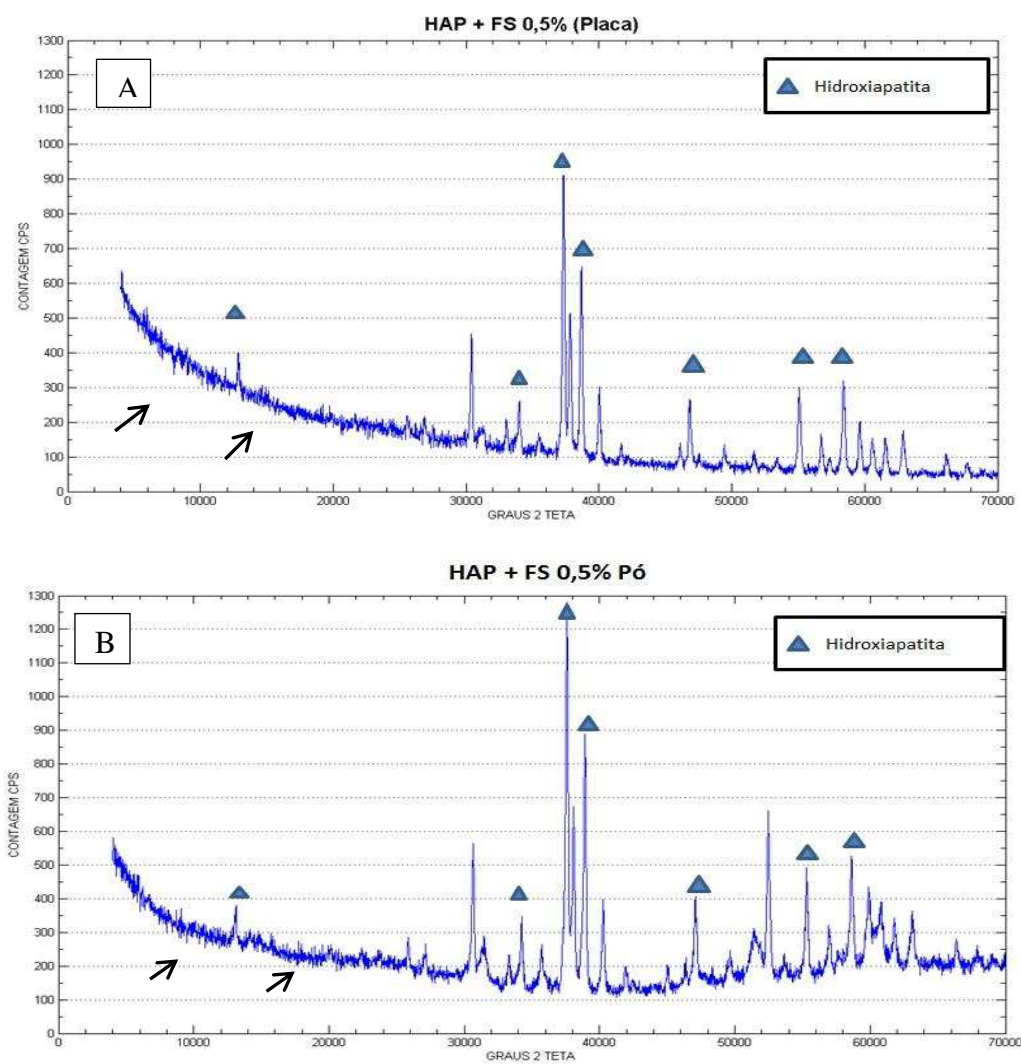 HAP + FS 0,5% (Placa)
A
Hidroxiapatita
CONTAGEM CPS
1300
1200
1100
1000
900
800
700
600
500
400
300
200
100
0
0 10000 20000 30000 40000 50000 60000 70000
GRAUS 2 TETA
HAP + FS 0,5% Pó
B
Hidroxiapatita
CONTAGEM CPS
1300
1200
1100
1000
900
800
700
600
500
400
300
200
100
0
0 10000 20000 30000 40000 50000 60000 70000
GRAUS 2 TETA